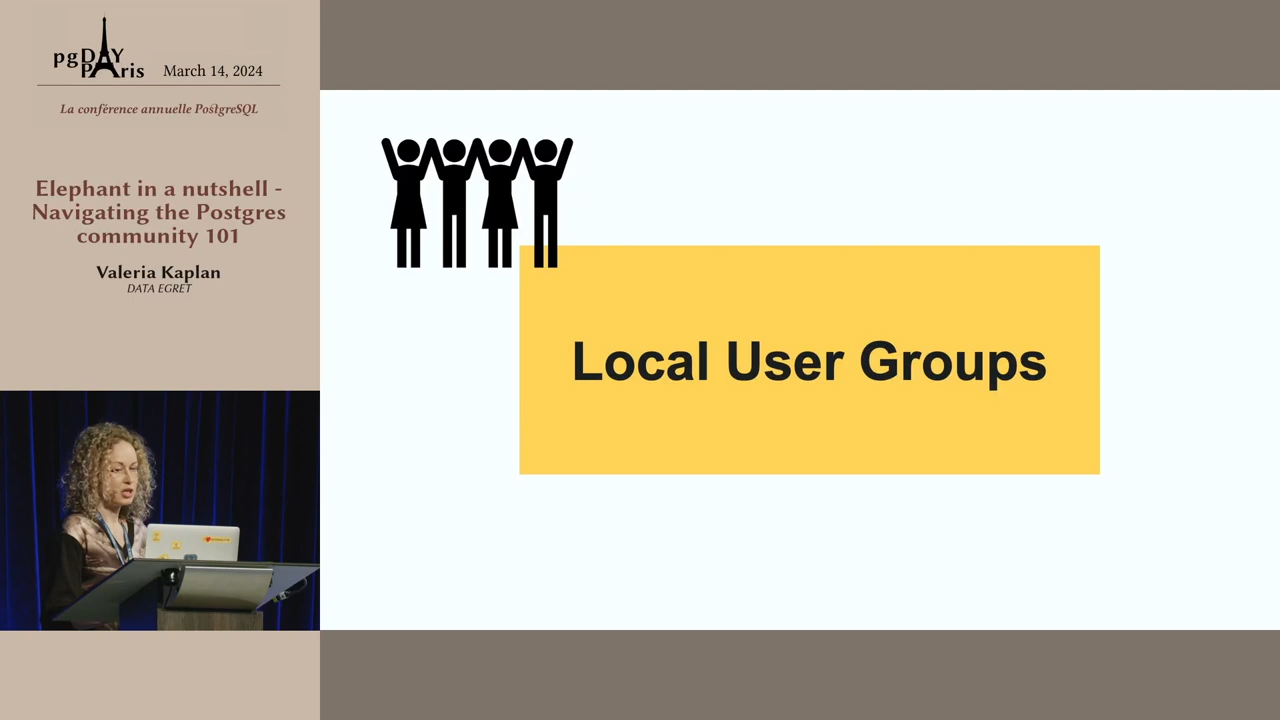 pgDAY
PAris
March 14, 2024
La conférence annuelle PostgreSQL
Elephant in a nutshell -
Navigating the Postgres
community 101
Valeria Kaplan
DATA EGRET
Local User Groups